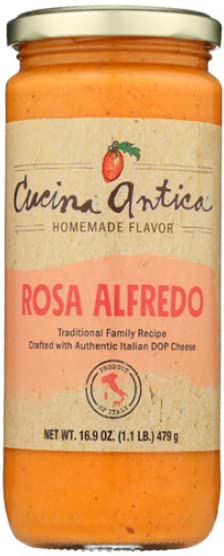 Cucina Antica
HOMEMADE FLAVOR
ROSA ALFREDO
Traditional Family Recipe
Crafted with Authentic Italian DOP Cheese
PRODUCT
OF ITALY
NET WT. 16.9 OZ. (1.1 LB.) 479 g